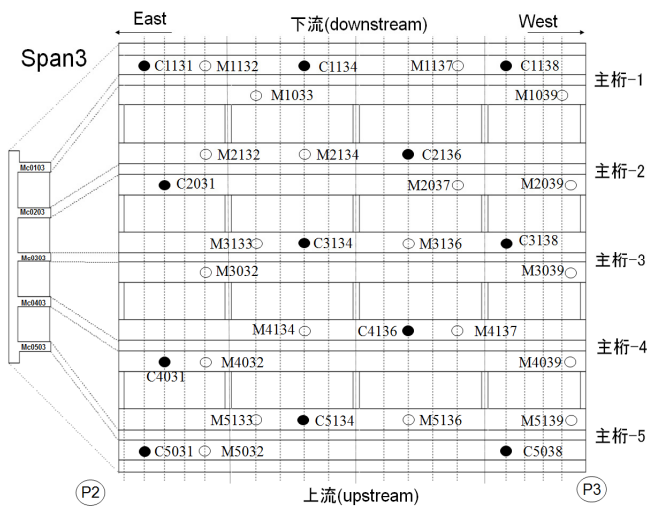 East
下流(downstream)
West
Span3
C1131
M1132
C1134
M1137
C1138
主桁-1
M1033
M1039
M2132
M2134
C2136
主桁-2
Mc0103
C2031
M2037
M2039
Mc0203
M3133
C3134
M3136
C3138
主桁-3
Mc0303
M3032
M3039
Mc0403
M4134
C4136
M4137
主桁-4
Mc0503
C4031
M4032
M4039
M5133
C5134
M5136
M5139
主桁-5
C5031
M5032
C5038
P2
上流(upstream)
P3